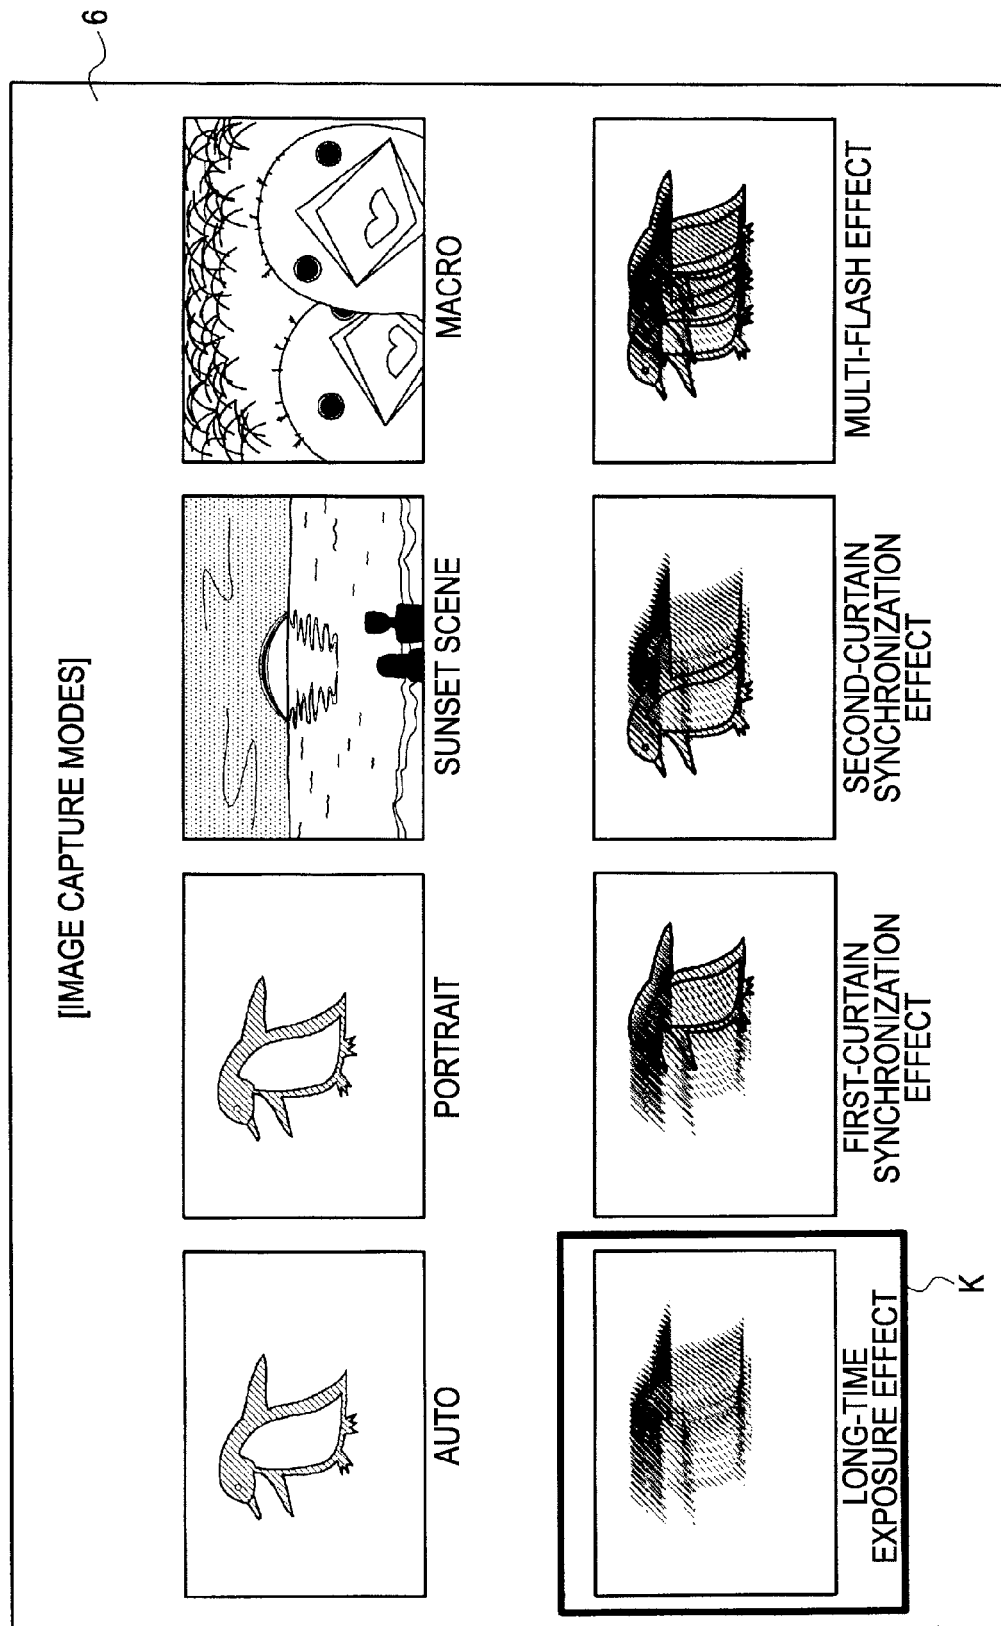 6
[IMAGE CAPTURE MODES]
AUTO
PORTRAIT
SUNSET SCENE
MACRO
LONG-TIME
EXPOSURE EFFECT
FIRST-CURTAIN
SYNCHRONIZATION
EFFECT
SECOND-CURTAIN
SYNCHRONIZATION
EFFECT
MULTI-FLASH EFFECT
K